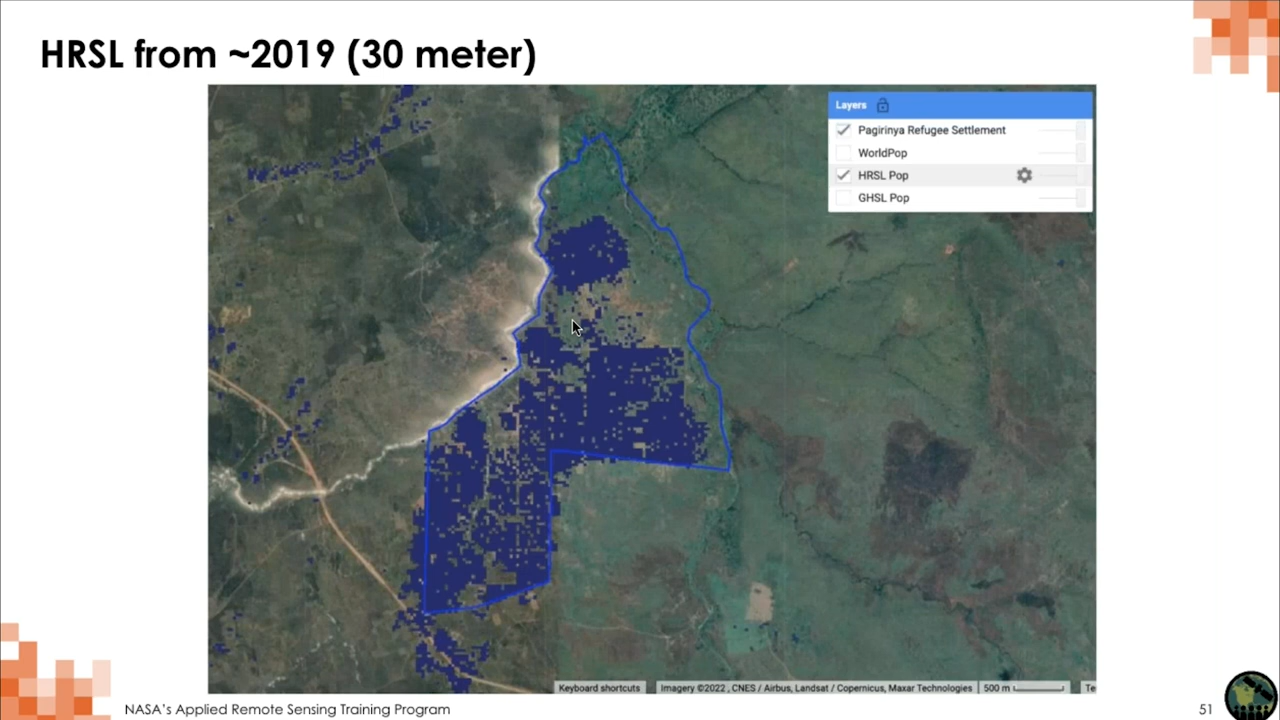 HRSL from ~2019 (30 meter)
Layers
Pagirinya Refugee Settlement
WorldPop
HRSL Pop
GHSL Pop
Keyboard shortcuts
Imagery ©2022 , CNES / Airbus, Landsat / Copernicus, Maxar Technologies
500 m
Te
NASA's Applied Remote Sensing Training Program
51